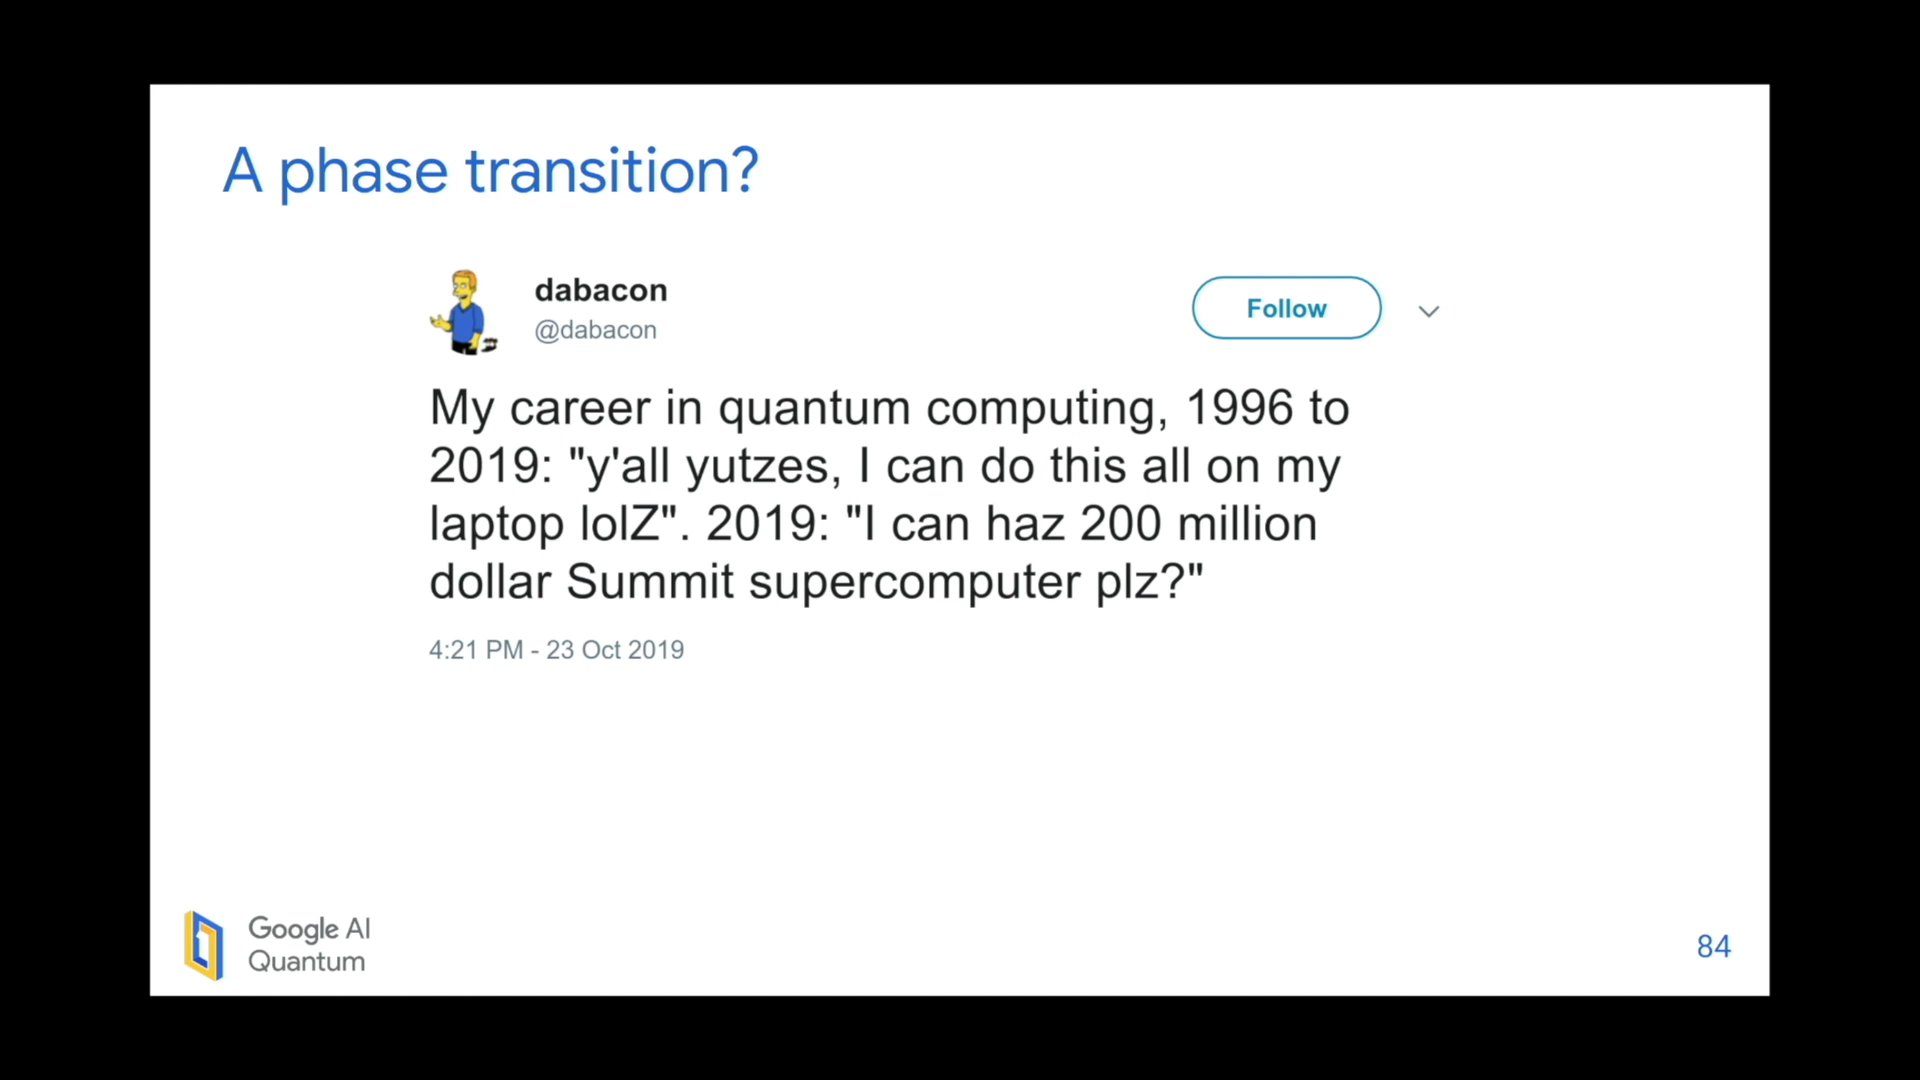 A phase transition?
dabacon
@dabacon
Follow
My career in quantum computing, 1996 to
2019: "y'all yutzes, I can do this all on my
laptop lolZ". 2019: "I can haz 200 million
dollar Summit supercomputer plz?"
4:21 PM - 23 Oct 2019
Google AI
Quantum
84